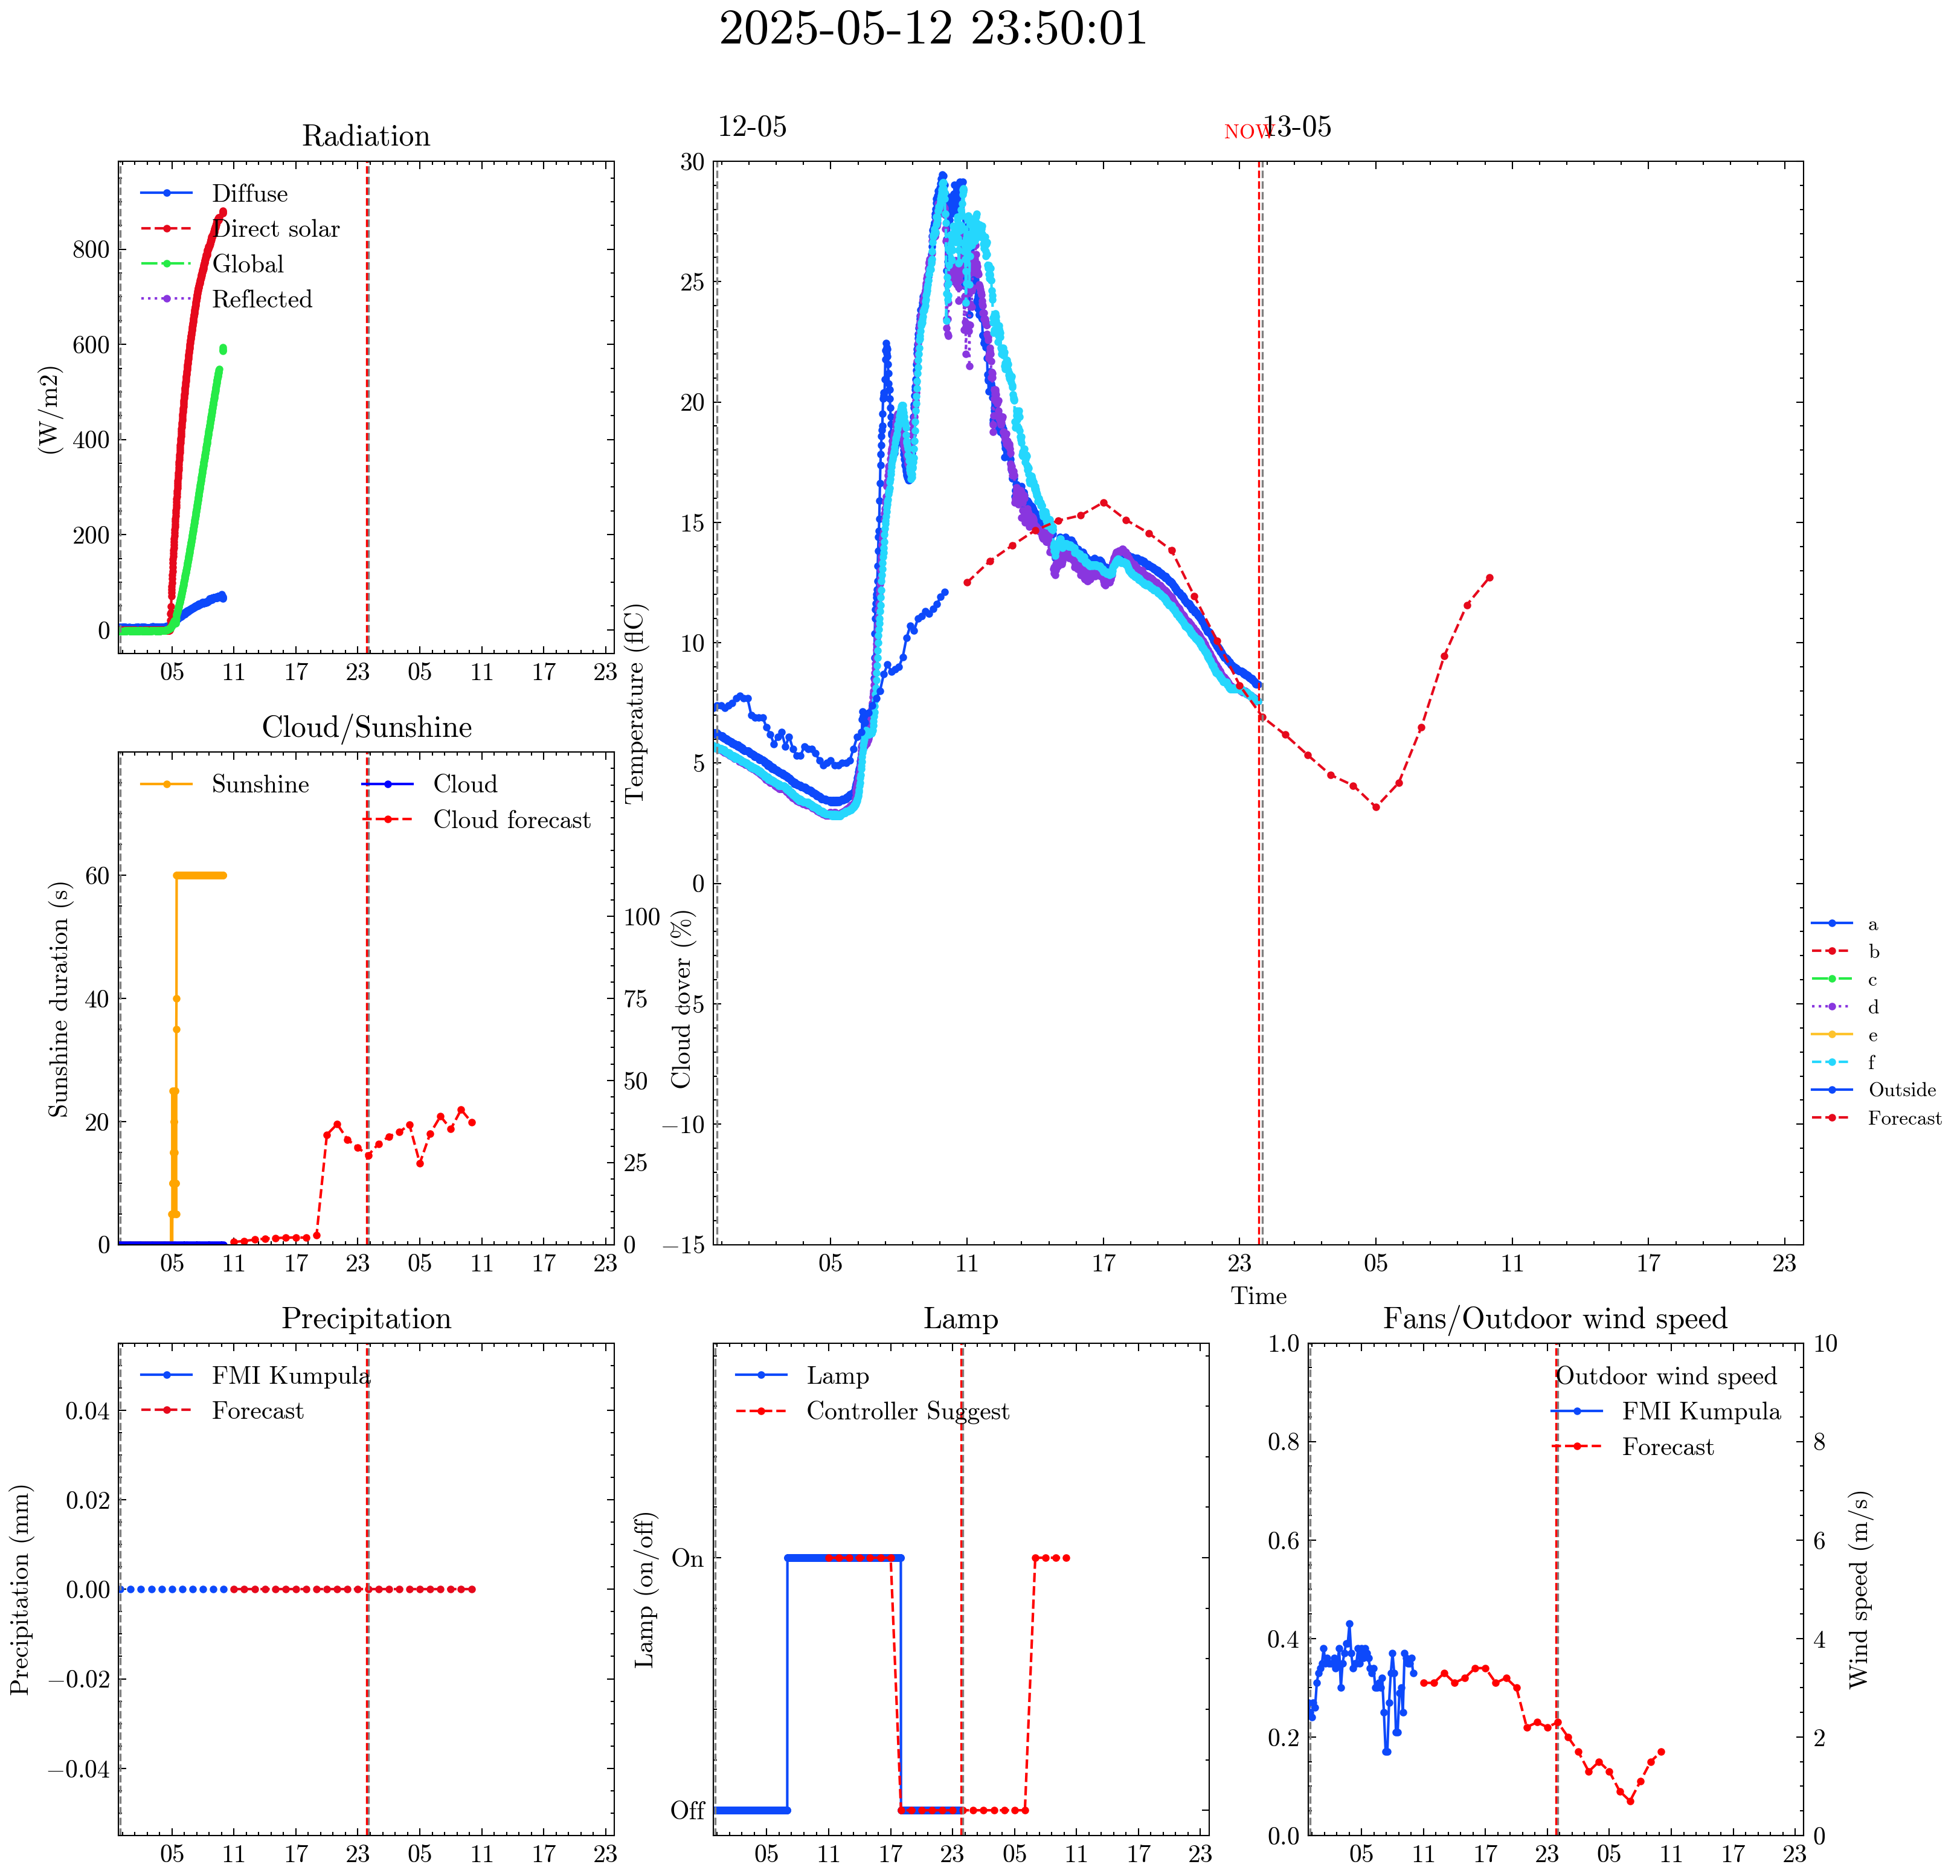 2025-05-12 23:50:01
Radiation
Diffuse
Direct solar
Global
Reflected
(W/m2)
800
600
400
200
0
05 11 17 23 05 11 17 23
12-05
NOW
13-05
30
25
20
15
10
5
0
−5
−10
−15
Temperature (flC)
05 11 17 23 05 11 17 23
Time
a
b
c
d
e
f
Outside
Forecast
Cloud/Sunshine
Sunshine
Cloud
Cloud forecast
Sunshine duration (s)
60
40
20
0
Cloud cover (%)
100
75
50
25
0
05 11 17 23 05 11 17 23
Precipitation
FMI Kumpula
Forecast
Precipitation (mm)
0.04
0.02
0.00
−0.02
−0.04
05 11 17 23 05 11 17 23
Lamp
Lamp
Controller Suggest
Lamp (on/off)
On
Off
05 11 17 23 05 11 17 23
Fans/Outdoor wind speed
Outdoor wind speed
FMI Kumpula
Forecast
1.0
0.8
0.6
0.4
0.2
0.0
10
8
6
4
2
0
Wind speed (m/s)
05 11 17 23 05 11 17 23